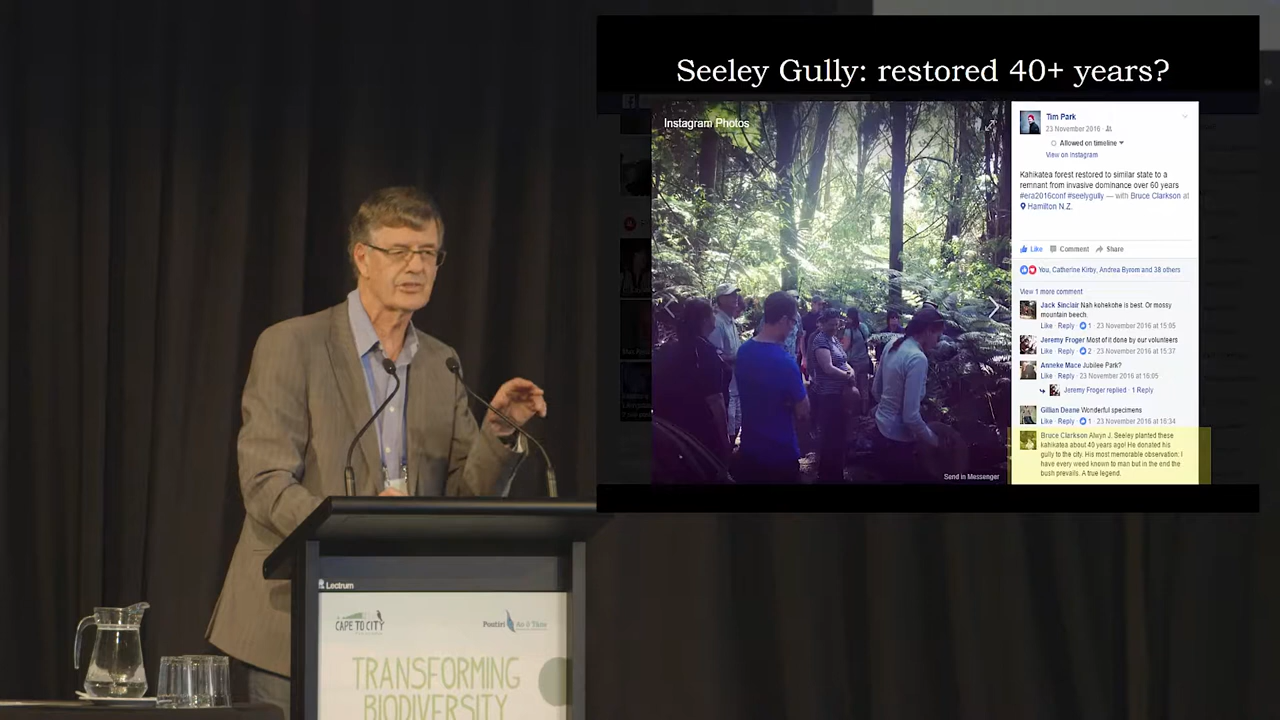 Seeley Gully: restored 40+ years?
Instagram Photos
Send in Messenger
Tim Park
23 November 2016
Allowed on timeline
View on Instagram
Kahikatea forest restored to similar state to a
remnant from invasive dominance over 60 years
#era2016conf #seelygully — with Bruce Clarkson at
Hamilton N.Z.
Like Comment Share
You, Catherine Kirby, Andrea Byrom and 38 others
View 1 more comment
Jack Sinclair Nah kohekohe is best. Or mossy
mountain beech.
Like · Reply · 1 · 23 November 2016 at 15:05
Jeremy Froger Most of it done by our vulunteers
Like · Reply · 2 · 23 November 2016 at 15:37
Anneke Mace Jubilee Park?
Like · Reply · 23 November 2016 at 16:05
Jeremy Froger replied · 1 Reply
Gillian Deane Wonderful specimens
Like · Reply · 1 · 23 November 2016 at 16:34
Bruce Clarkson Alwyn J. Seeley planted these
kahikatea about 40 years ago! He donated his
gully to the city. His most memorable observation: I
have every weed known to man but in the end the
bush prevails. A true legend.
Lectrum
CAPE TO CITY
Poutiri Ao ō Tāne
TRANSFORMING
BIODIVERSITY